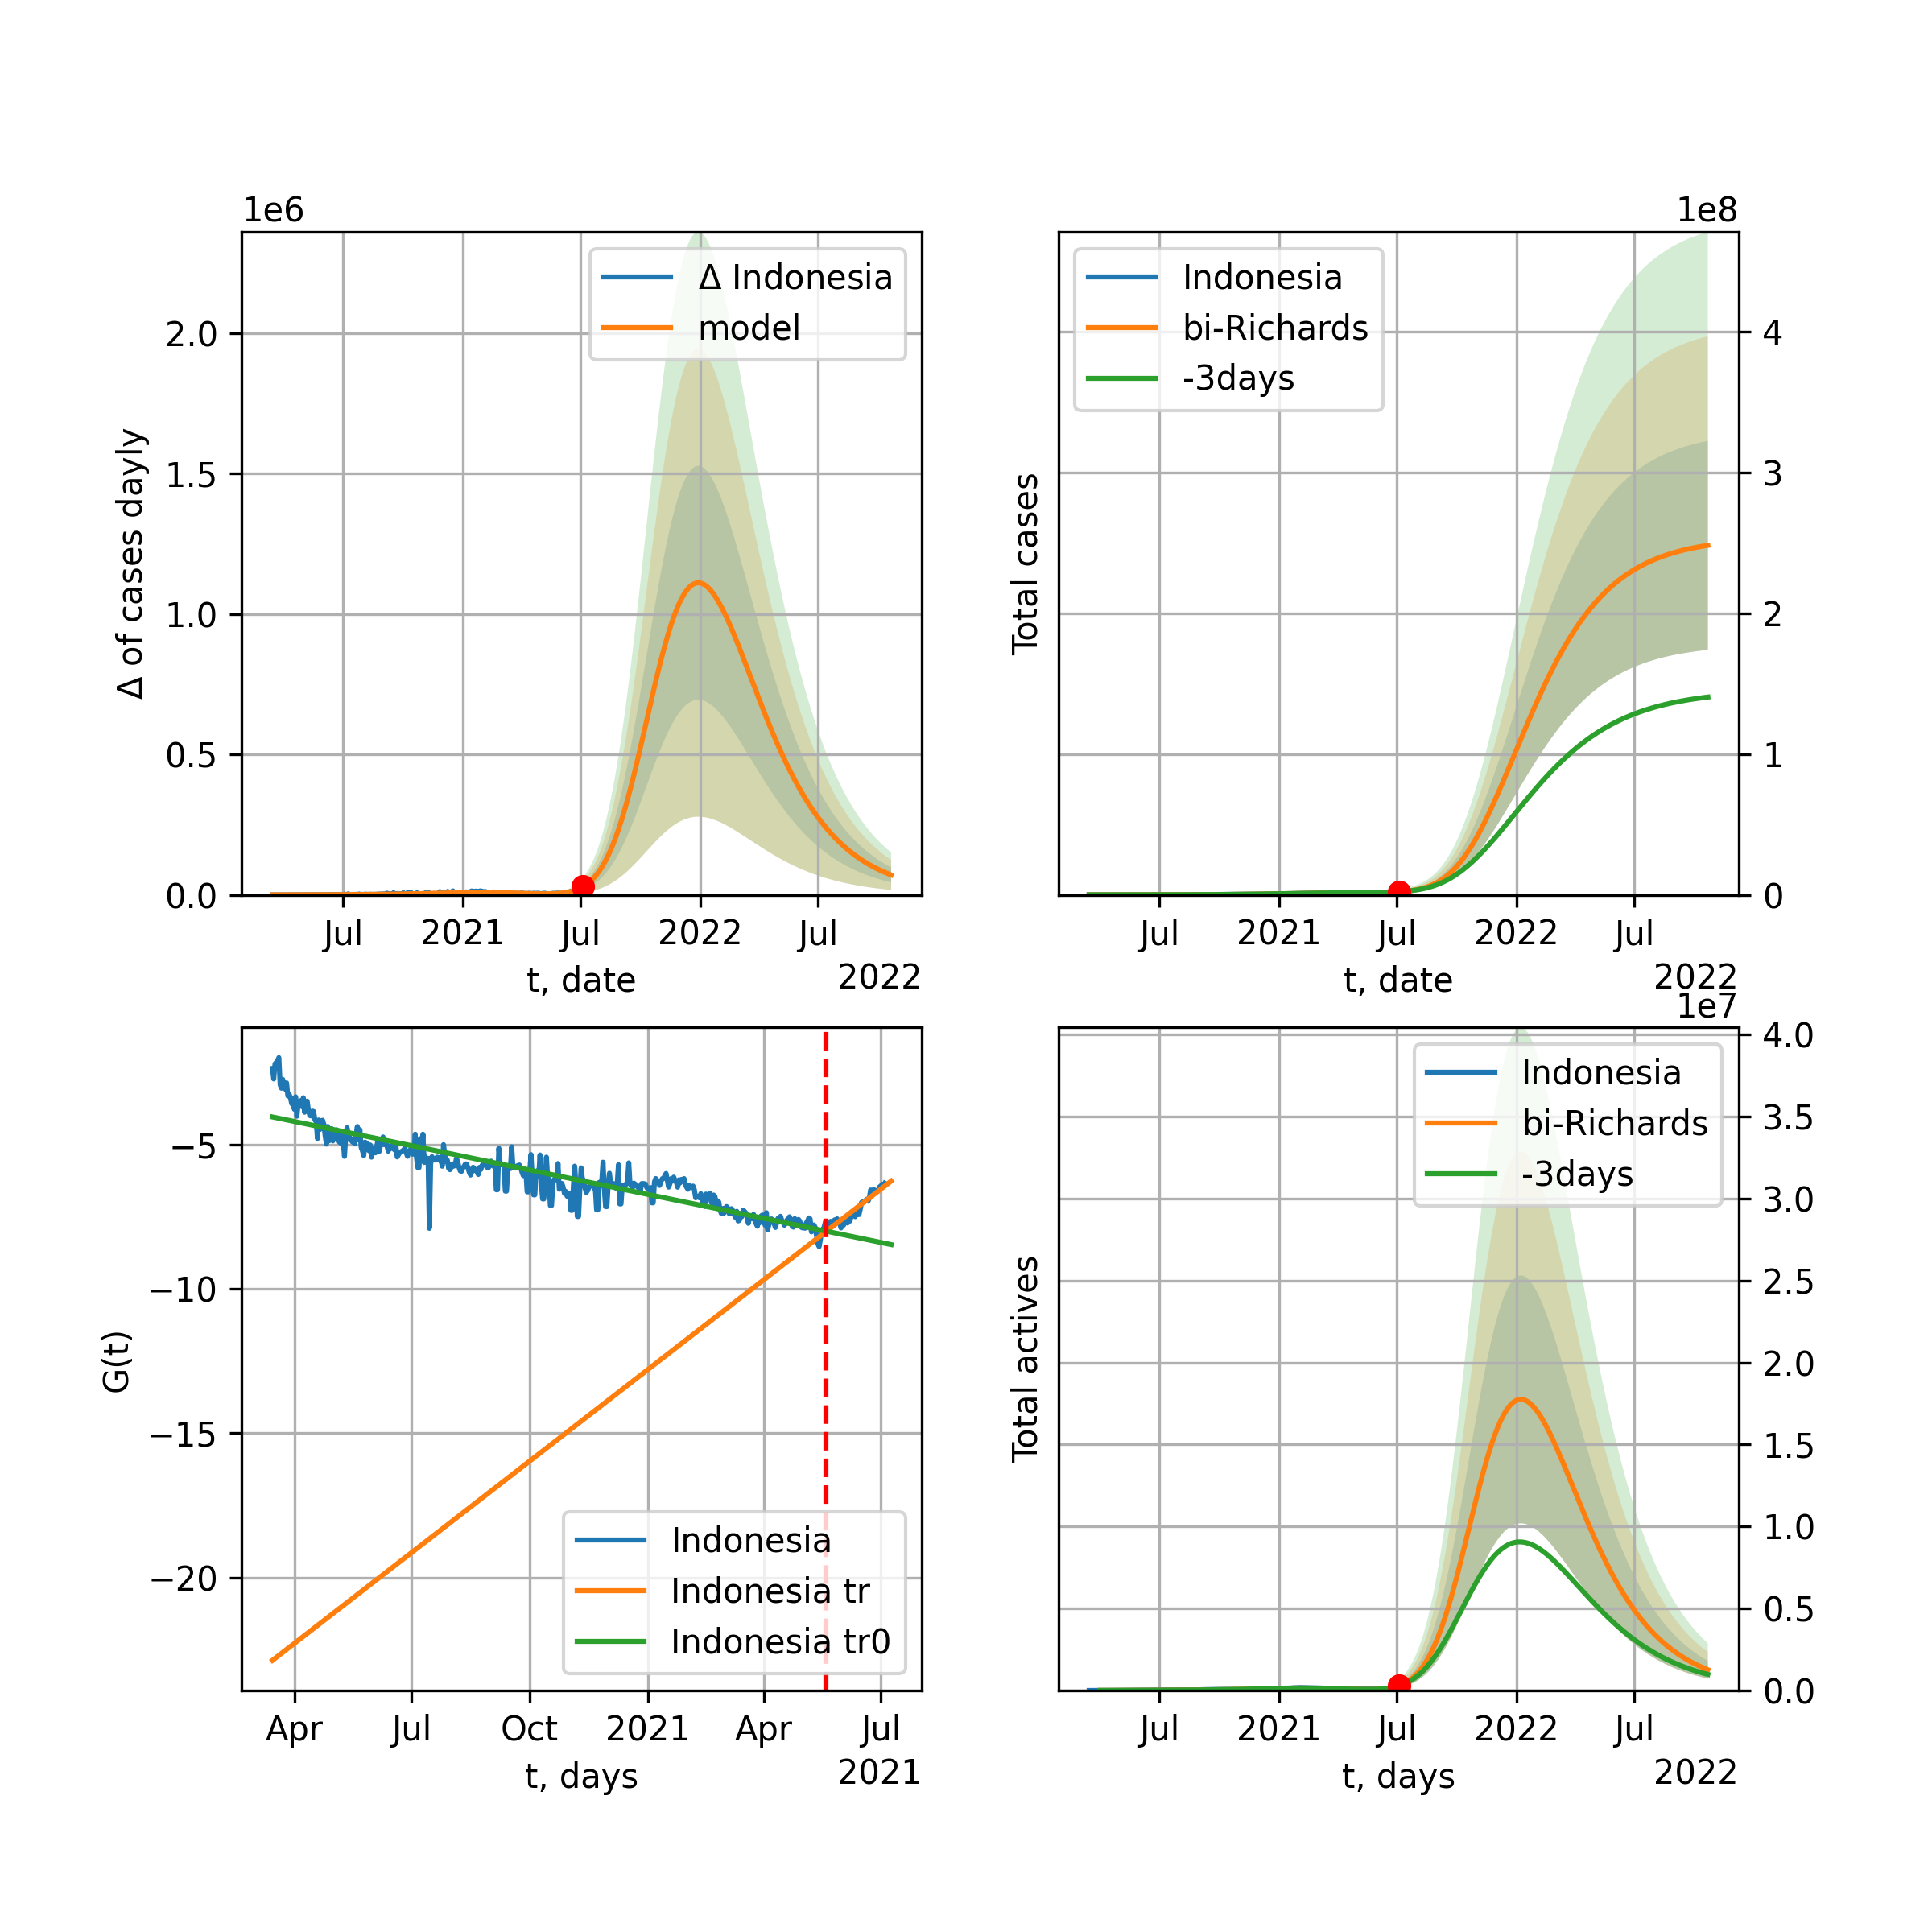 1e6
Δ of cases dayly
2.0
1.5
1.0
0.5
0.0
Δ Indonesia
model
Jul
2021
Jul
2022
Jul
t, date
2022
1e8
Total cases
Indonesia
bi-Richards
-3days
4
3
2
1
0
Jul
2021
Jul
2022
Jul
t, date
2022
G(t)
−5
−10
−15
−20
Indonesia
Indonesia tr
Indonesia tr0
Apr
Jul
Oct
2021
Apr
Jul
t, days
2021
1e7
Total actives
Indonesia
bi-Richards
-3days
4.0
3.5
3.0
2.5
2.0
1.5
1.0
0.5
0.0
Jul
2021
Jul
2022
Jul
t, days
2022